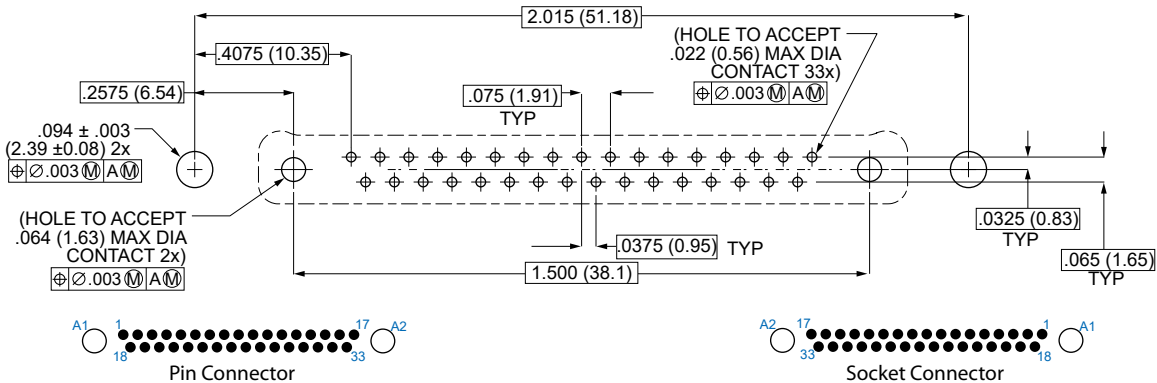 2.015 (51.18)
.4075 (10.35)
(HOLE TO ACCEPT
.022 (0.56) MAX DIA
CONTACT 33x)
⌖ ∅.003 Ⓜ A Ⓜ
.2575 (6.54)
.075 (1.91)
TYP
.094 ± .003
(2.39 ±0.08) 2x
⌖ ∅.003 Ⓜ A Ⓜ
(HOLE TO ACCEPT
.064 (1.63) MAX DIA
CONTACT 2x)
⌖ ∅.003 Ⓜ A Ⓜ
.0325 (0.83)
TYP
.0375 (0.95) TYP
.065 (1.65)
TYP
1.500 (38.1)
A1 1 17 A2
18 33
Pin Connector
A2 17 1 A1
33 18
Socket Connector